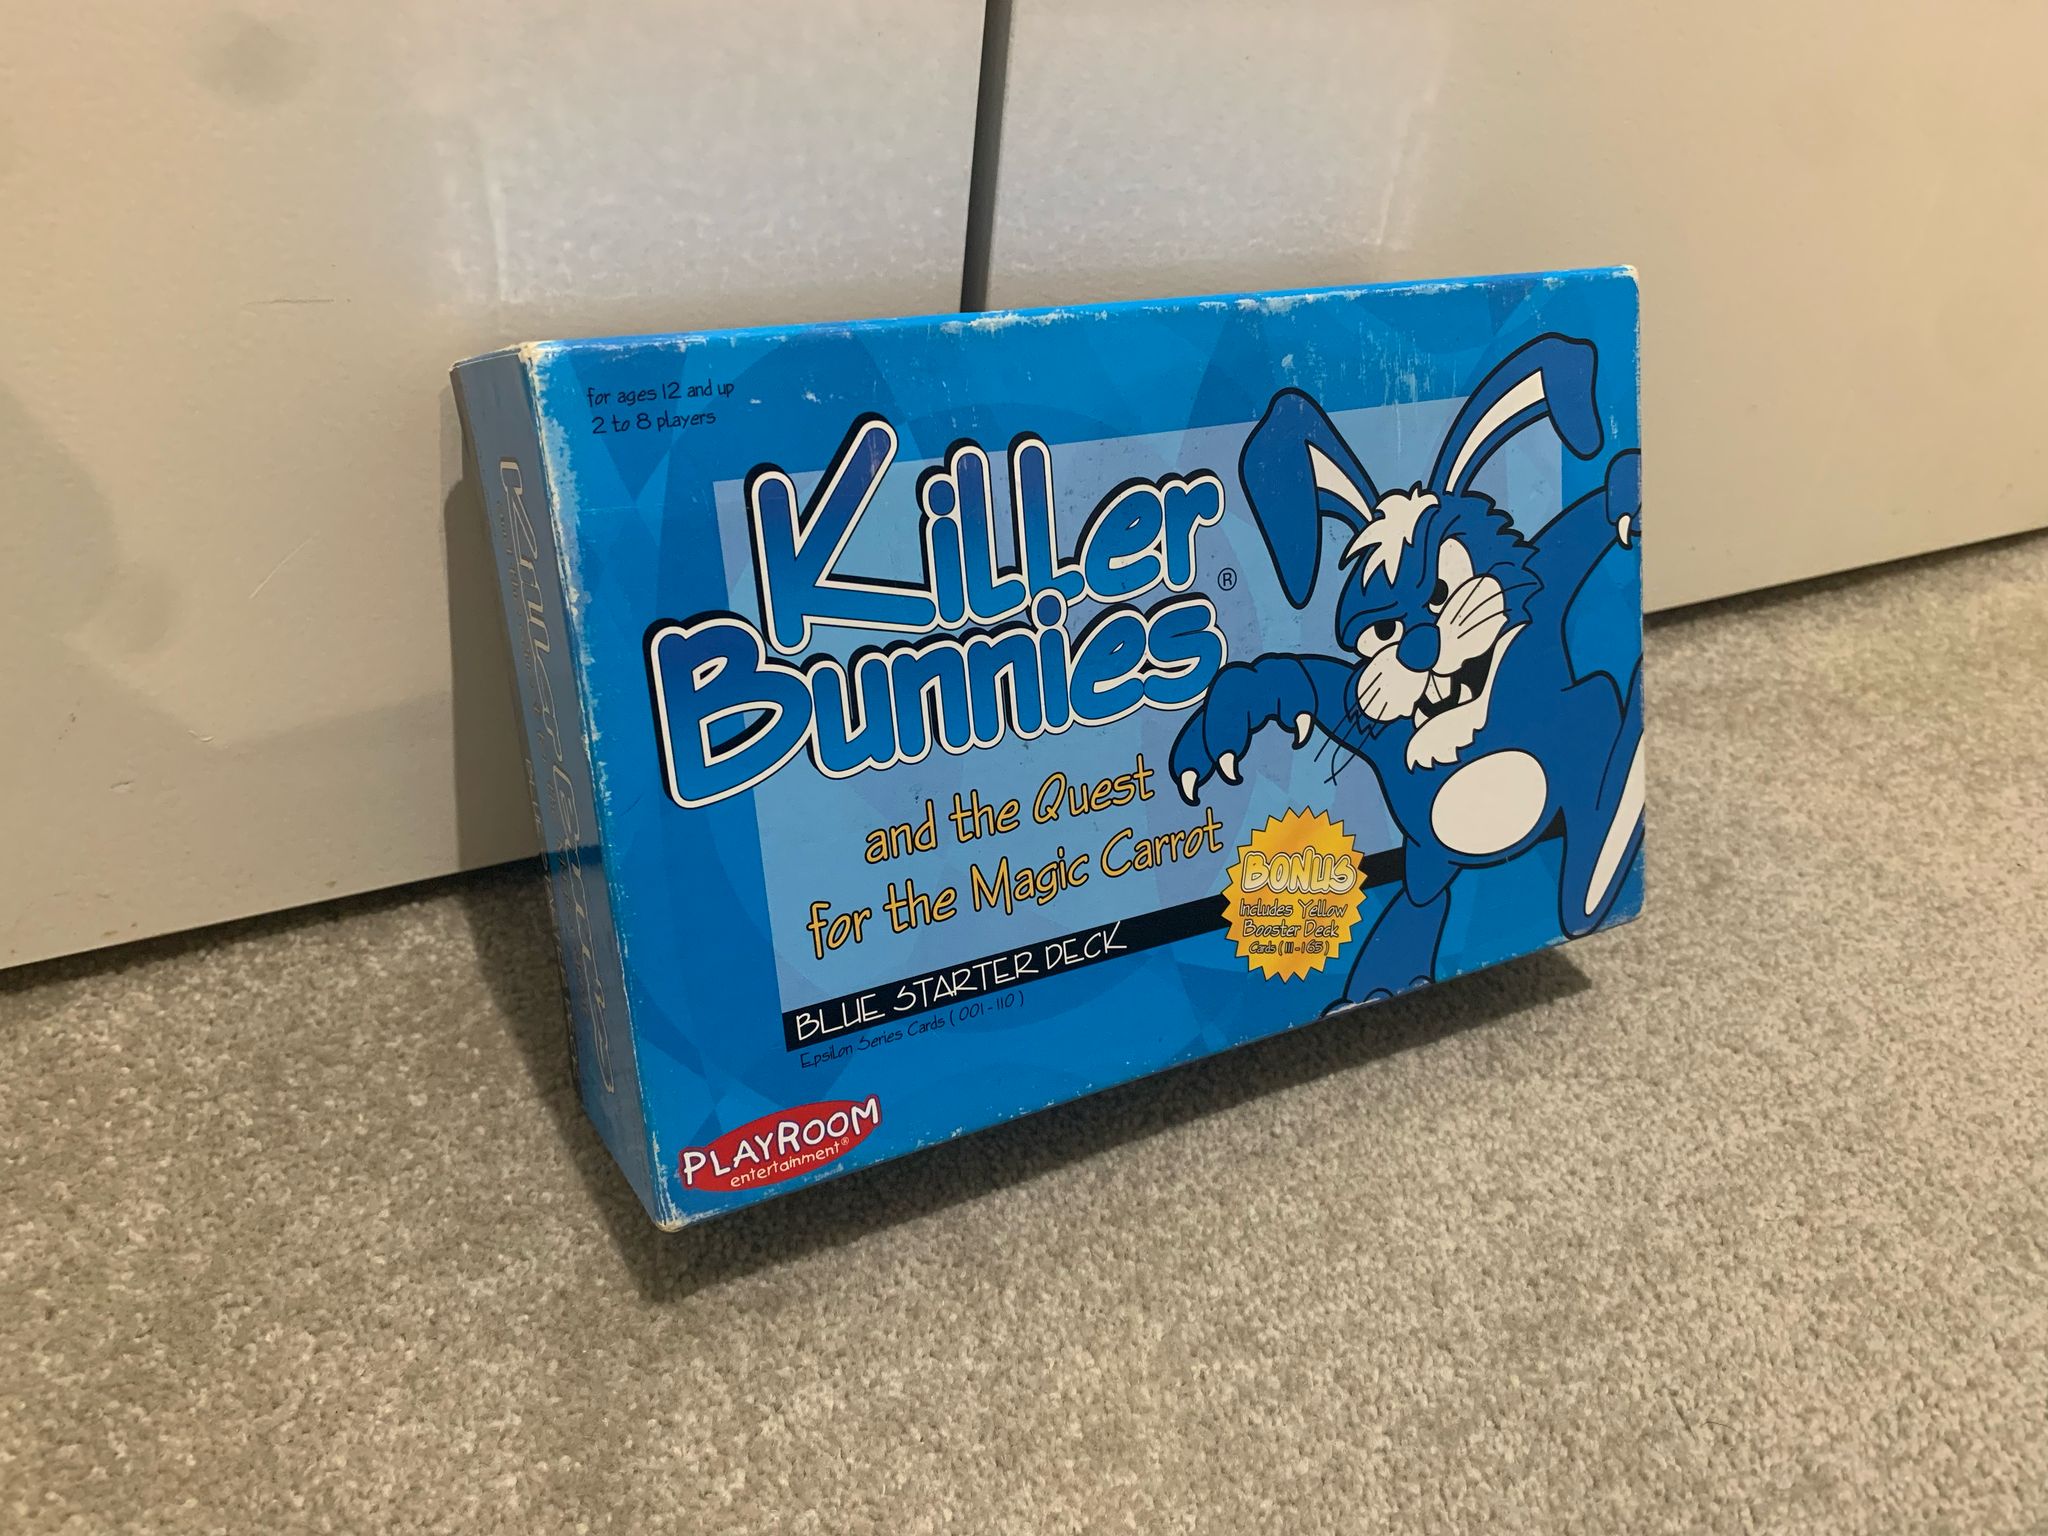 for ages 12 and up
2 to 8 players
Killer
Bunnies®
and the Quest
for the Magic Carrot
BONUS
Includes Yellow
Booster Deck
Cards (111-165)
BLUE STARTER DECK
Epsilon Series Cards (001-110)
PLAYROOM
entertainment®